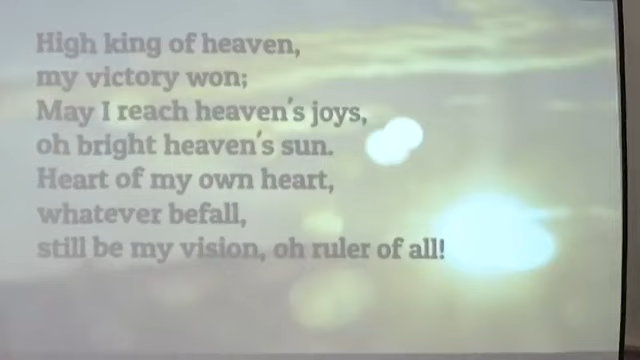 High king of heaven,
my victory won;
May I reach heaven's joys,
oh bright heaven's sun.
Heart of my own heart,
whatever befall,
still be my vision, oh ruler of all!